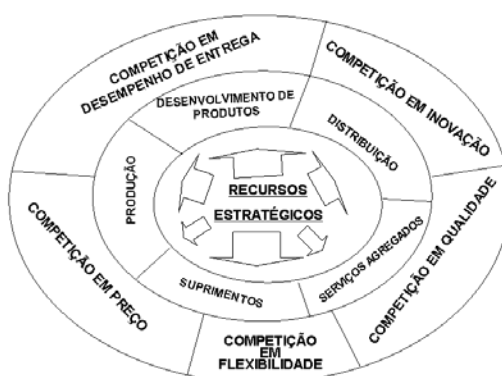 COMPETIÇÃO EM
DESEMPENHO DE ENTREGA
COMPETIÇÃO EM INOVAÇÃO
DESENVOLVIMENTO DE
PRODUTOS
DISTRIBUIÇÃO
PRODUÇÃO
RECURSOS
ESTRATÉGICOS
SERVIÇOS AGREGADOS
SUPRIMENTOS
COMPETIÇÃO EM PREÇO
COMPETIÇÃO EM QUALIDADE
COMPETIÇÃO
EM
FLEXIBILIDADE